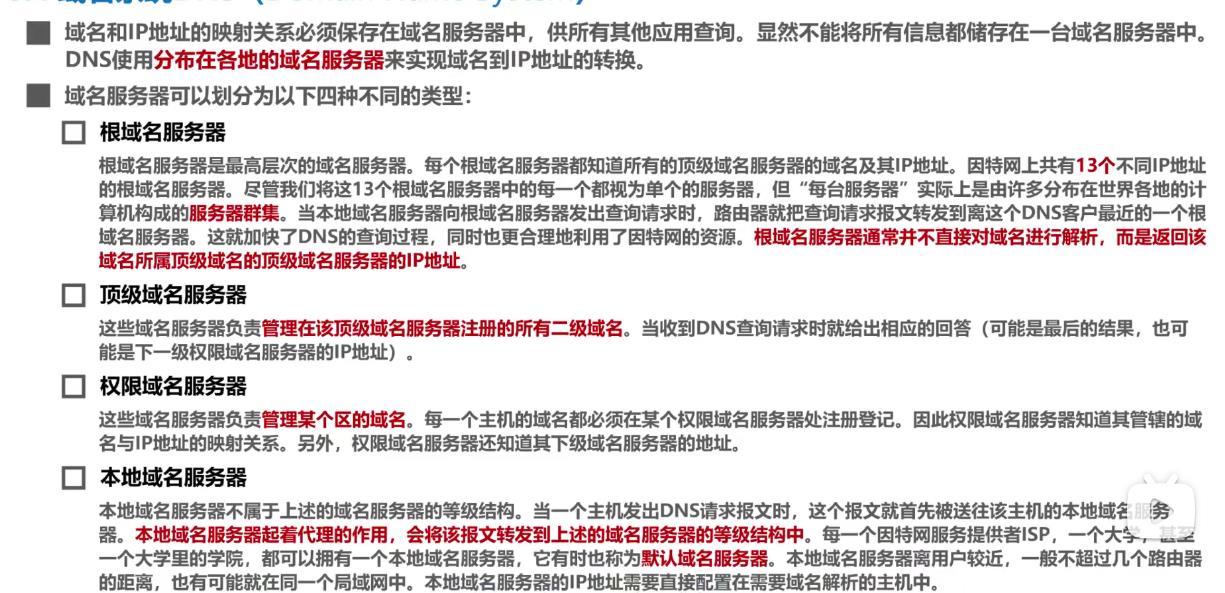 域名和IP地址的映射关系必须保存在域名服务器中，供所有其他应用查询。显然不能将所有信息都储存在一台域名服务器中。
DNS使用分布在各地的域名服务器来实现域名到IP地址的转换。
域名服务器可以划分为以下四种不同的类型：
根域名服务器
根域名服务器是最高层次的域名服务器。每个根域名服务器都知道所有的顶级域名服务器的域名及其IP地址。因特网上共有13个不同IP地址
的根域名服务器。尽管我们将这13个根域名服务器中的每一个都视为单个的服务器，但“每台服务器”实际上是由许多分布在世界各地的计
算机构成的服务器群集。当本地域名服务器向根域名服务器发出查询请求时，路由器就把查询请求报文转发到离这个DNS客户最近的一个根
域名服务器。这就加快了DNS的查询过程，同时也更合理地利用了因特网的资源。根域名服务器通常并不直接对域名进行解析，而是返回该
域名所属顶级域名的顶级域名服务器的IP地址。
顶级域名服务器
这些域名服务器负责管理在该顶级域名服务器注册的所有二级域名。当收到DNS查询请求时就给出相应的回答（可能是最后的结果，也可
能是下一级权限域名服务器的IP地址）。
权限域名服务器
这些域名服务器负责管理某个区的域名。每一个主机的域名都必须在某个权限域名服务器处注册登记。因此权限域名服务器知道其管辖的域
名与IP地址的映射关系。另外，权限域名服务器还知道其下级域名服务器的地址。
本地域名服务器
本地域名服务器不属于上述的域名服务器的等级结构。当一个主机发出DNS请求报文时，这个报文就首先被送往该主机的本地域名服务
器。本地域名服务器起着代理的作用，会将该报文转发到上述的域名服务器的等级结构中。每一个因特网服务提供者ISP，一个大学，甚至
一个大学里的学院，都可以拥有一个本地域名服务器，它有时也称为默认域名服务器。本地域名服务器离用户较近，一般不超过几个路由器
的距离，也有可能就在同一个局域网中。本地域名服务器的IP地址需要直接配置在需要域名解析的主机中。